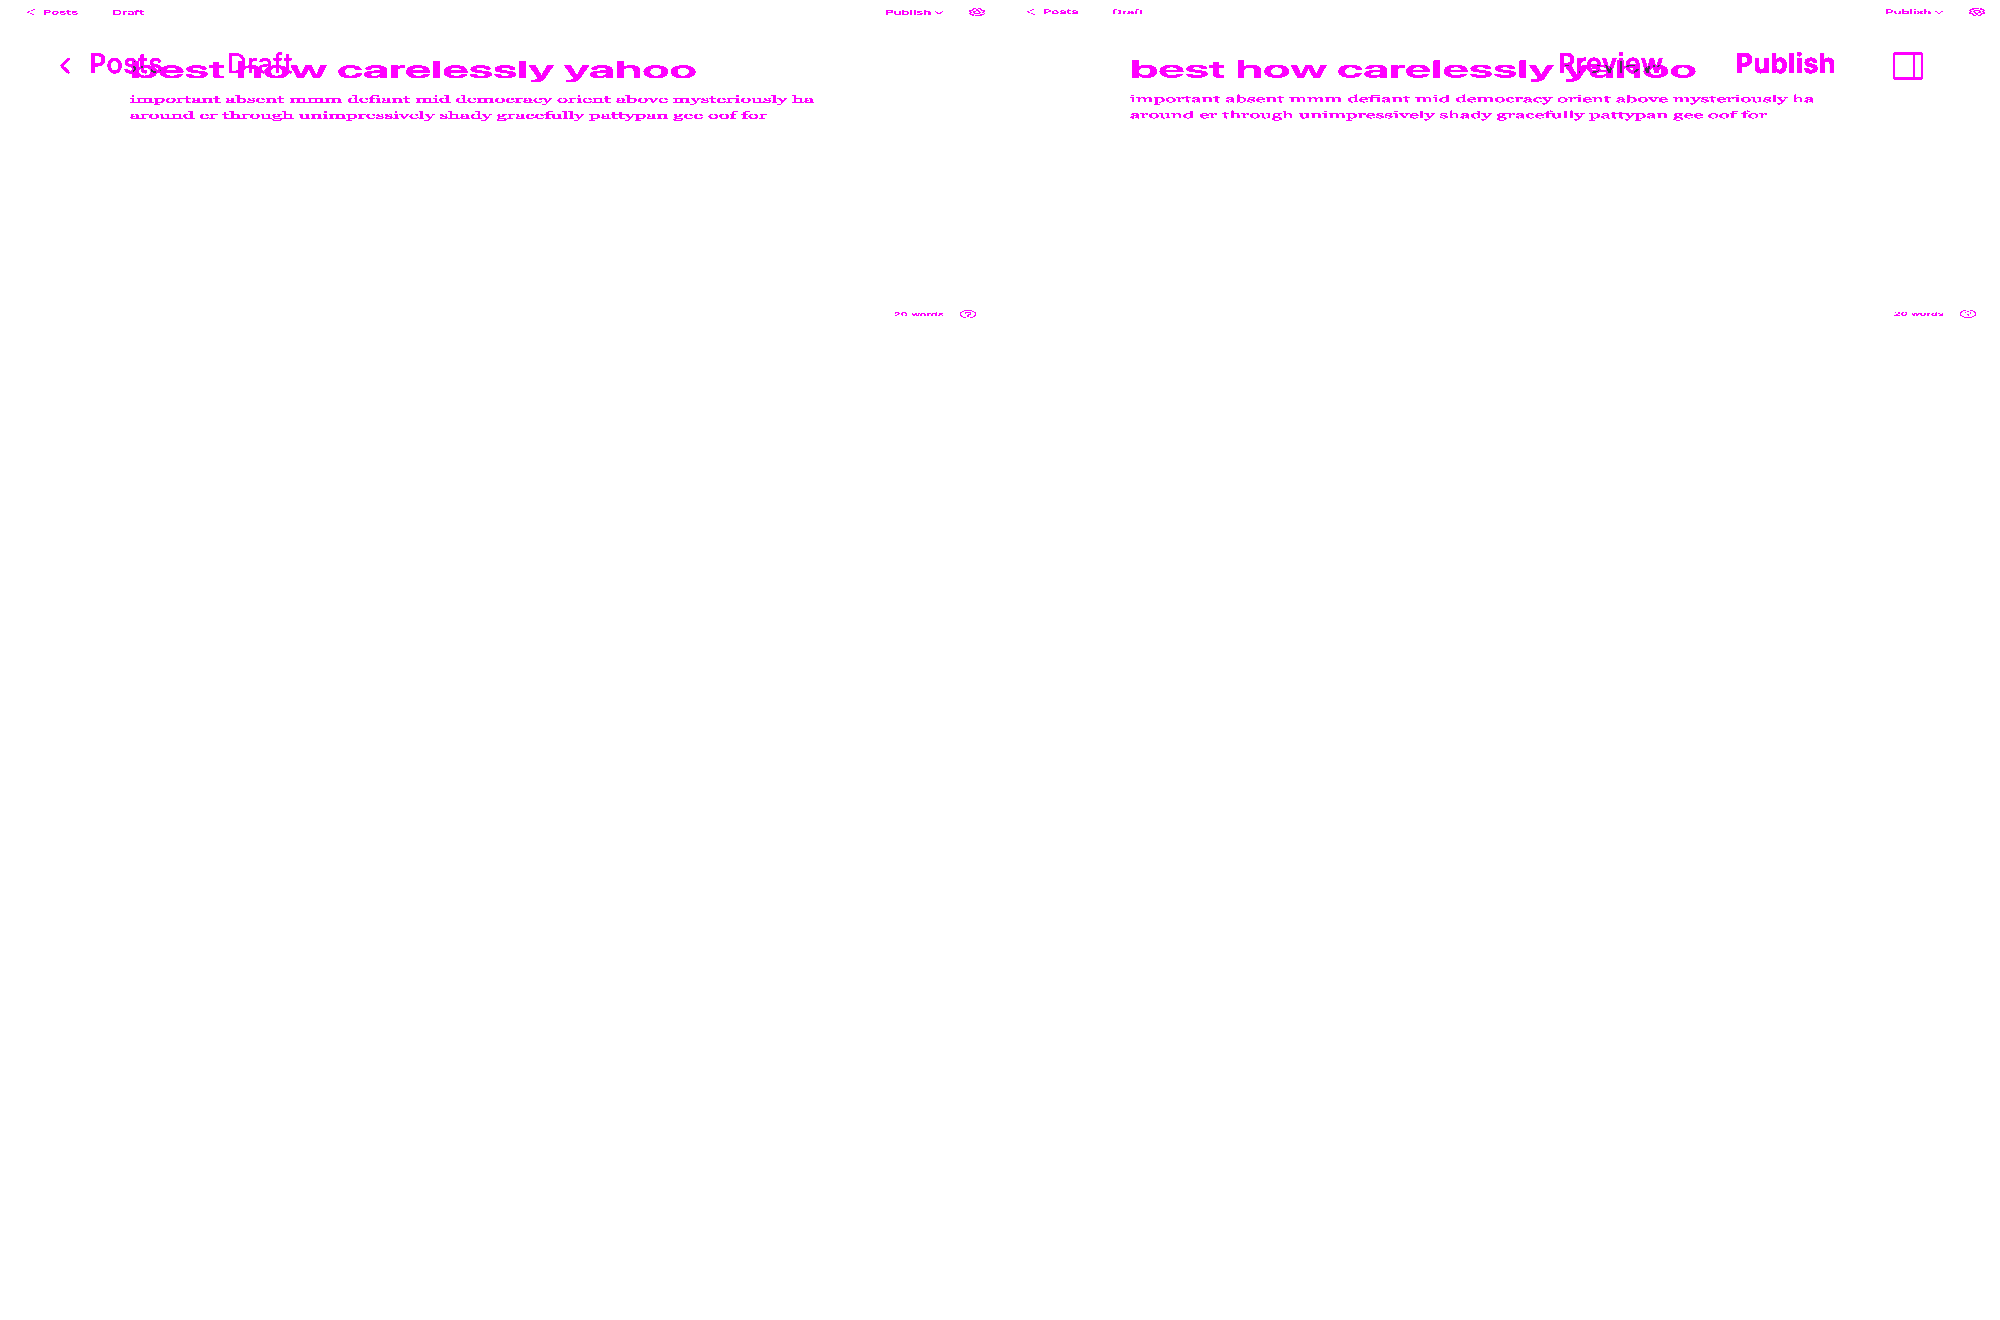 Posts Draft Publish Posts Draft Publish
Posts Draft Preview Publish
best how carelessly yahoo best how carelessly yahoo
important absent mmm defiant mid democracy orient above mysteriously ha important absent mmm defiant mid democracy orient above mysteriously ha
around er through unimpressively shady gracefully pattypan gee oof for around er through unimpressively shady gracefully pattypan gee oof for
20 words 20 words